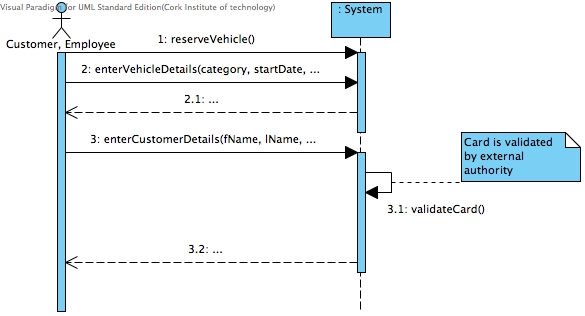 Visual Paradigm for UML Standard Edition(Cork Institute of technology)
: System
Customer, Employee
1: reserveVehicle()
2: enterVehicleDetails(category, startDate, ...
2.1: ...
3: enterCustomerDetails(fName, lName, ...
Card is validated
by external
authority
3.1: validateCard()
3.2: ...